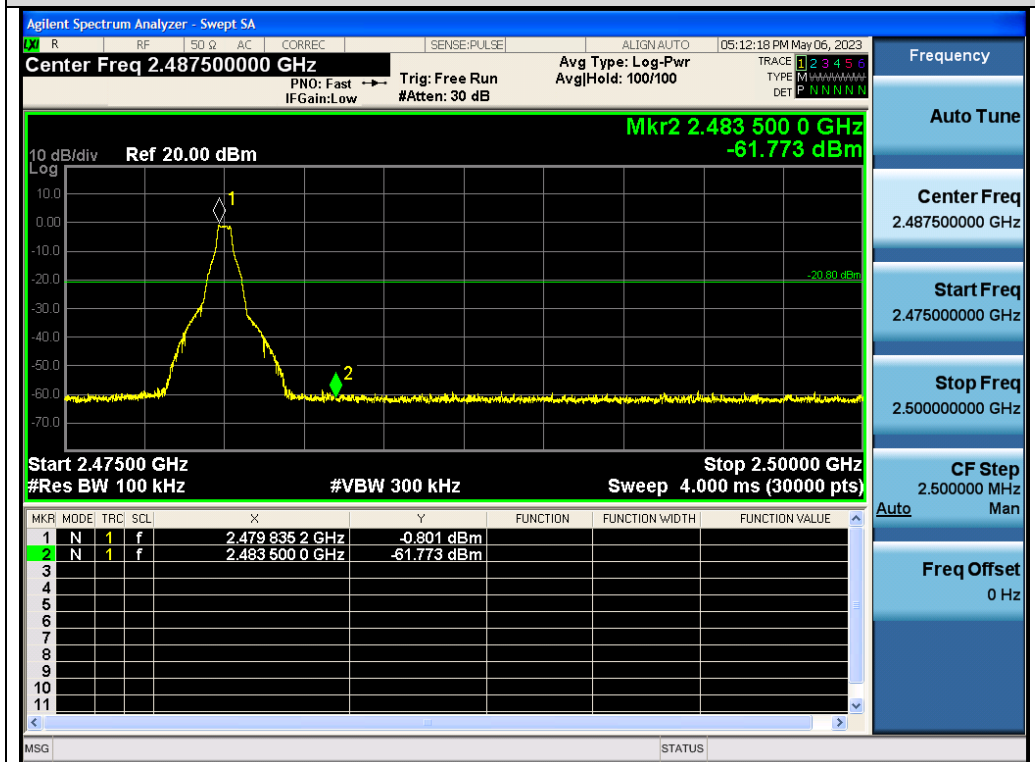 Agilent Spectrum Analyzer - Swept SA
LXI R RF 50 Ω AC CORREC SENSE:PULSE ALIGNAUTO 05:12:18 PM May 06, 2023
Center Freq 2.487500000 GHz
PNO: Fast
IFGain:Low
Trig: Free Run
#Atten: 30 dB
Avg Type: Log-Pwr
Avg|Hold: 100/100
TRACE 1 2 3 4 5 6
TYPE M
DET P N N N N N
Mkr2 2.483 500 0 GHz
-61.773 dBm
10 dB/div Ref 20.00 dBm
Log
10.0
0.00
-10.0
-20.0
-30.0
-40.0
-50.0
-60.0
-70.0
1
-20.80 dBm
2
Start 2.47500 GHz Stop 2.50000 GHz
#Res BW 100 kHz #VBW 300 kHz Sweep 4.000 ms (30000 pts)
MKR MODE TRC SCL X Y FUNCTION FUNCTION WIDTH FUNCTION VALUE
1 N 1 f 2.479 835 2 GHz -0.801 dBm
2 N 1 f 2.483 500 0 GHz -61.773 dBm
3
4
5
6
7
8
9
10
11
MSG STATUS
Frequency
Auto Tune
Center Freq
2.487500000 GHz
Start Freq
2.475000000 GHz
Stop Freq
2.500000000 GHz
CF Step
2.500000 MHz
Auto Man
Freq Offset
0 Hz